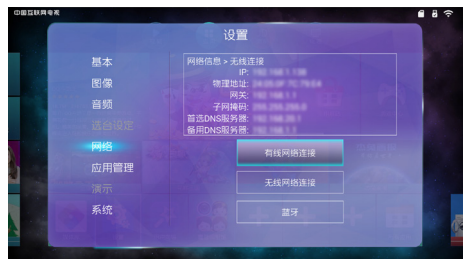 中国互联网电视
设置
基本
图像
音频
选台设定
网络
应用管理
演示
系统
网络信息 > 无线连接
IP:
物理地址:
网关:
子网掩码:
首选DNS服务器:
备用DNS服务器:
有线网络连接
无线网络连接
蓝牙